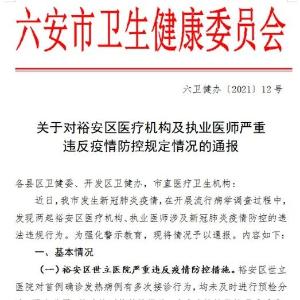 六安市卫生健康委员会
六卫健办〔2021〕12号
关于对裕安区医疗机构及执业医师严重
违反疫情防控规定情况的通报
各县区卫健委、开发区卫健办，市直医疗卫生机构：
近日，我市发生新冠肺炎疫情，在开展流行病学调查过程中，
发现两起裕安区医疗机构、执业医师涉及新冠肺炎疫情防控的违
法违规行为。为强化警示教育，现将情况予以通报。内容如下：
一、基本情况
（一）裕安区世立医院严重违反疫情防控措施。裕安区世立
医院对首例确诊发热病例有多次接诊行为，均未及时进行预检分